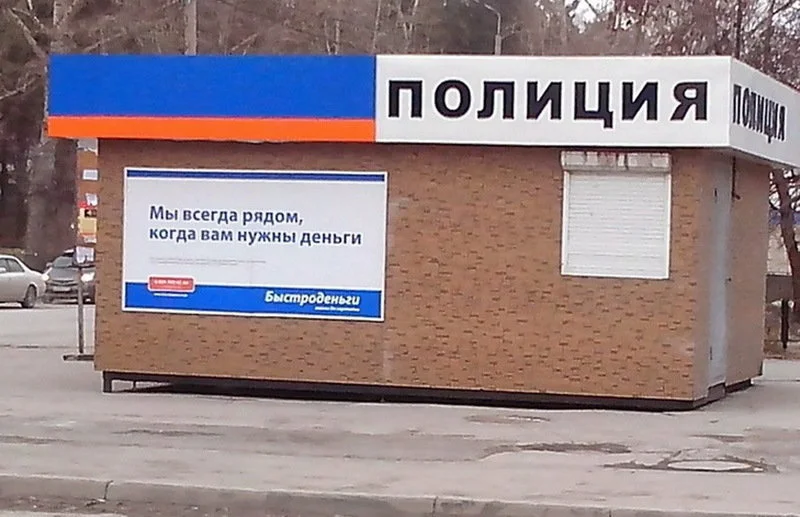 ПОЛИЦИЯ
ПОЛИЦИЯ
Мы всегда рядом,
когда вам нужны деньги
Быстроденьги